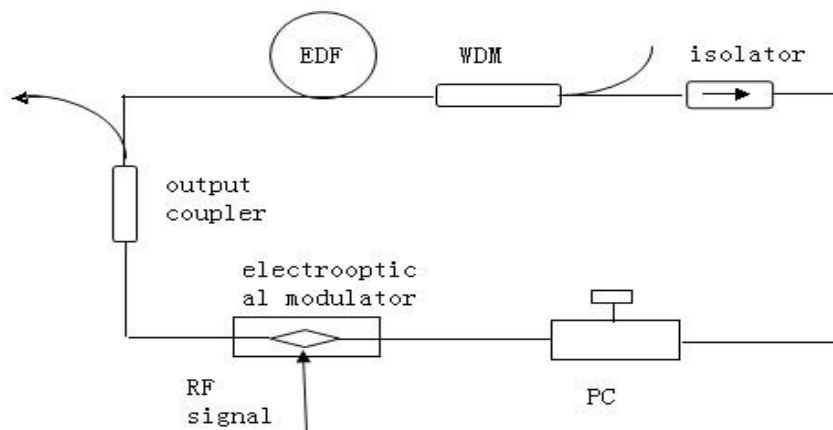 EDF
WDM
isolator
output
coupler
electrooptic
al modulator
RF
signal
PC